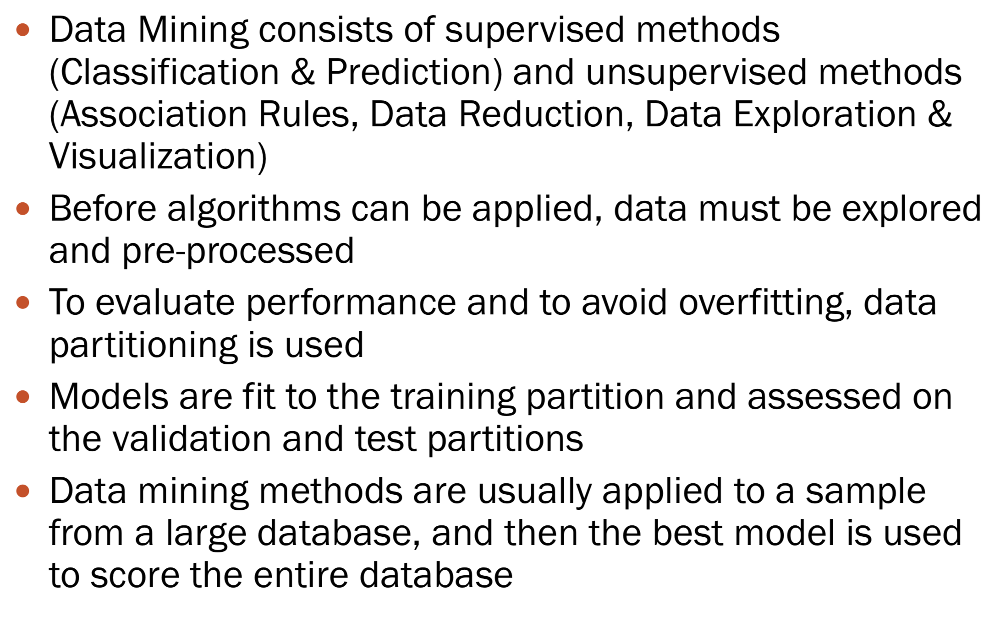 • Data Mining consists of supervised methods
(Classification & Prediction) and unsupervised methods
(Association Rules, Data Reduction, Data Exploration &
Visualization)
• Before algorithms can be applied, data must be explored
and pre-processed
• To evaluate performance and to avoid overfitting, data
partitioning is used
• Models are fit to the training partition and assessed on
the validation and test partitions
• Data mining methods are usually applied to a sample
from a large database, and then the best model is used
to score the entire database